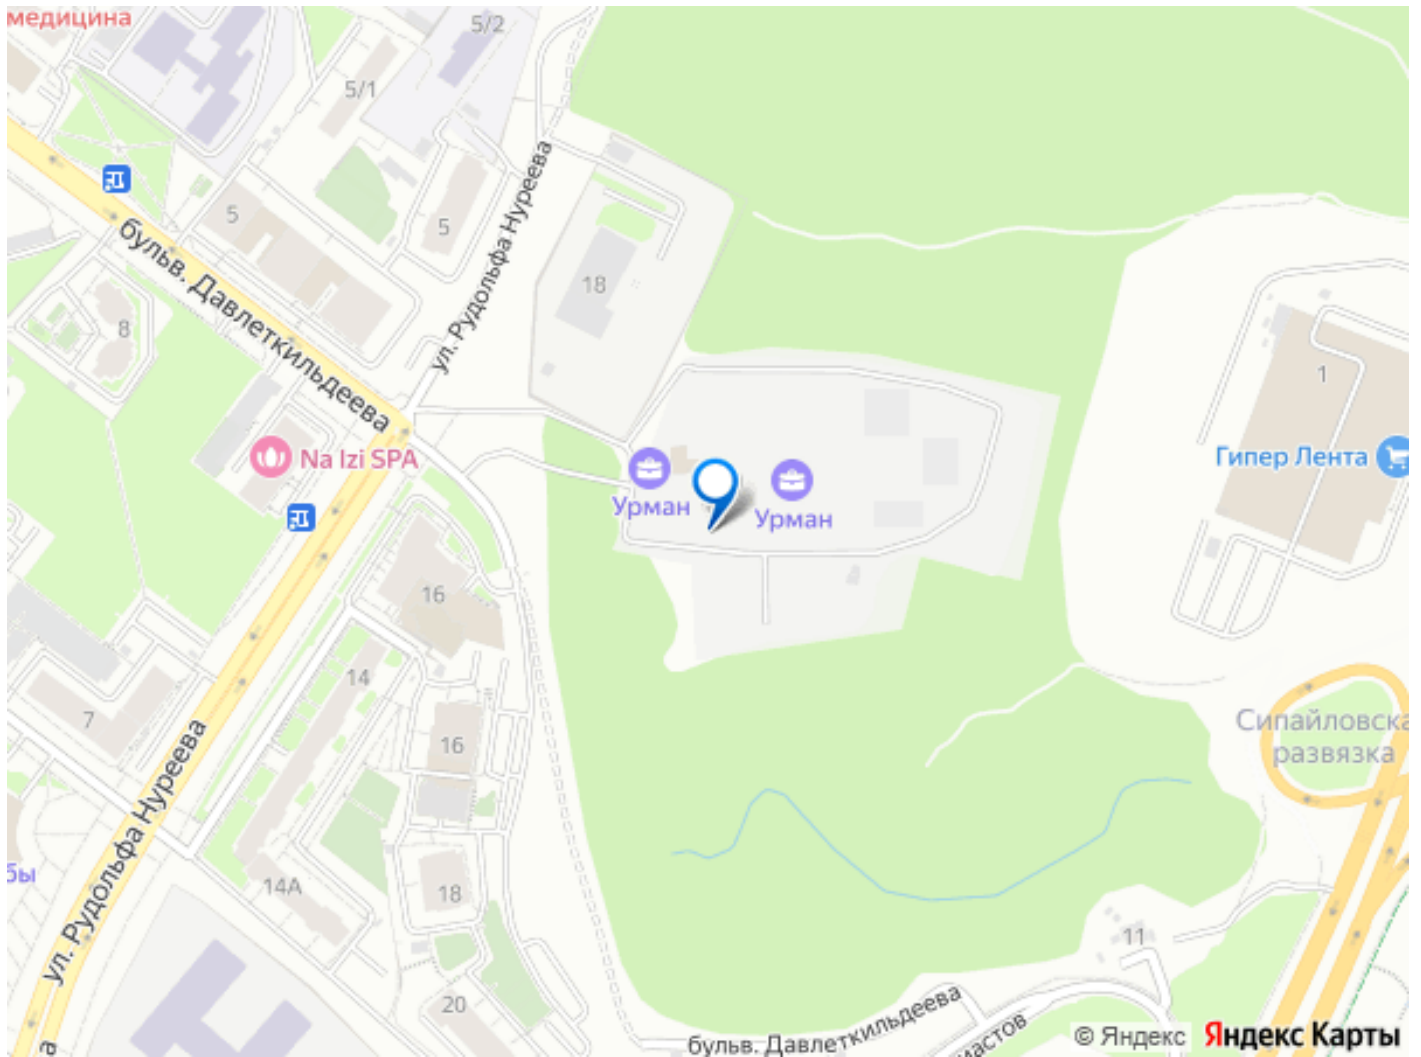 медицина
5/2
5/1
5
5
бульв. Давлеткильдеева
ул. Рудольфа Нуреева
18
8
1
Na Izi SPA
Гипер Лента
Урман
Урман
16
14
7
16
Сипайловска
развязка
ул. Рудольфа Нуреева
бы
14А
18
11
20
бульв. Давлеткильдеева
мастов
а
© Яндекс Яндекс Карты